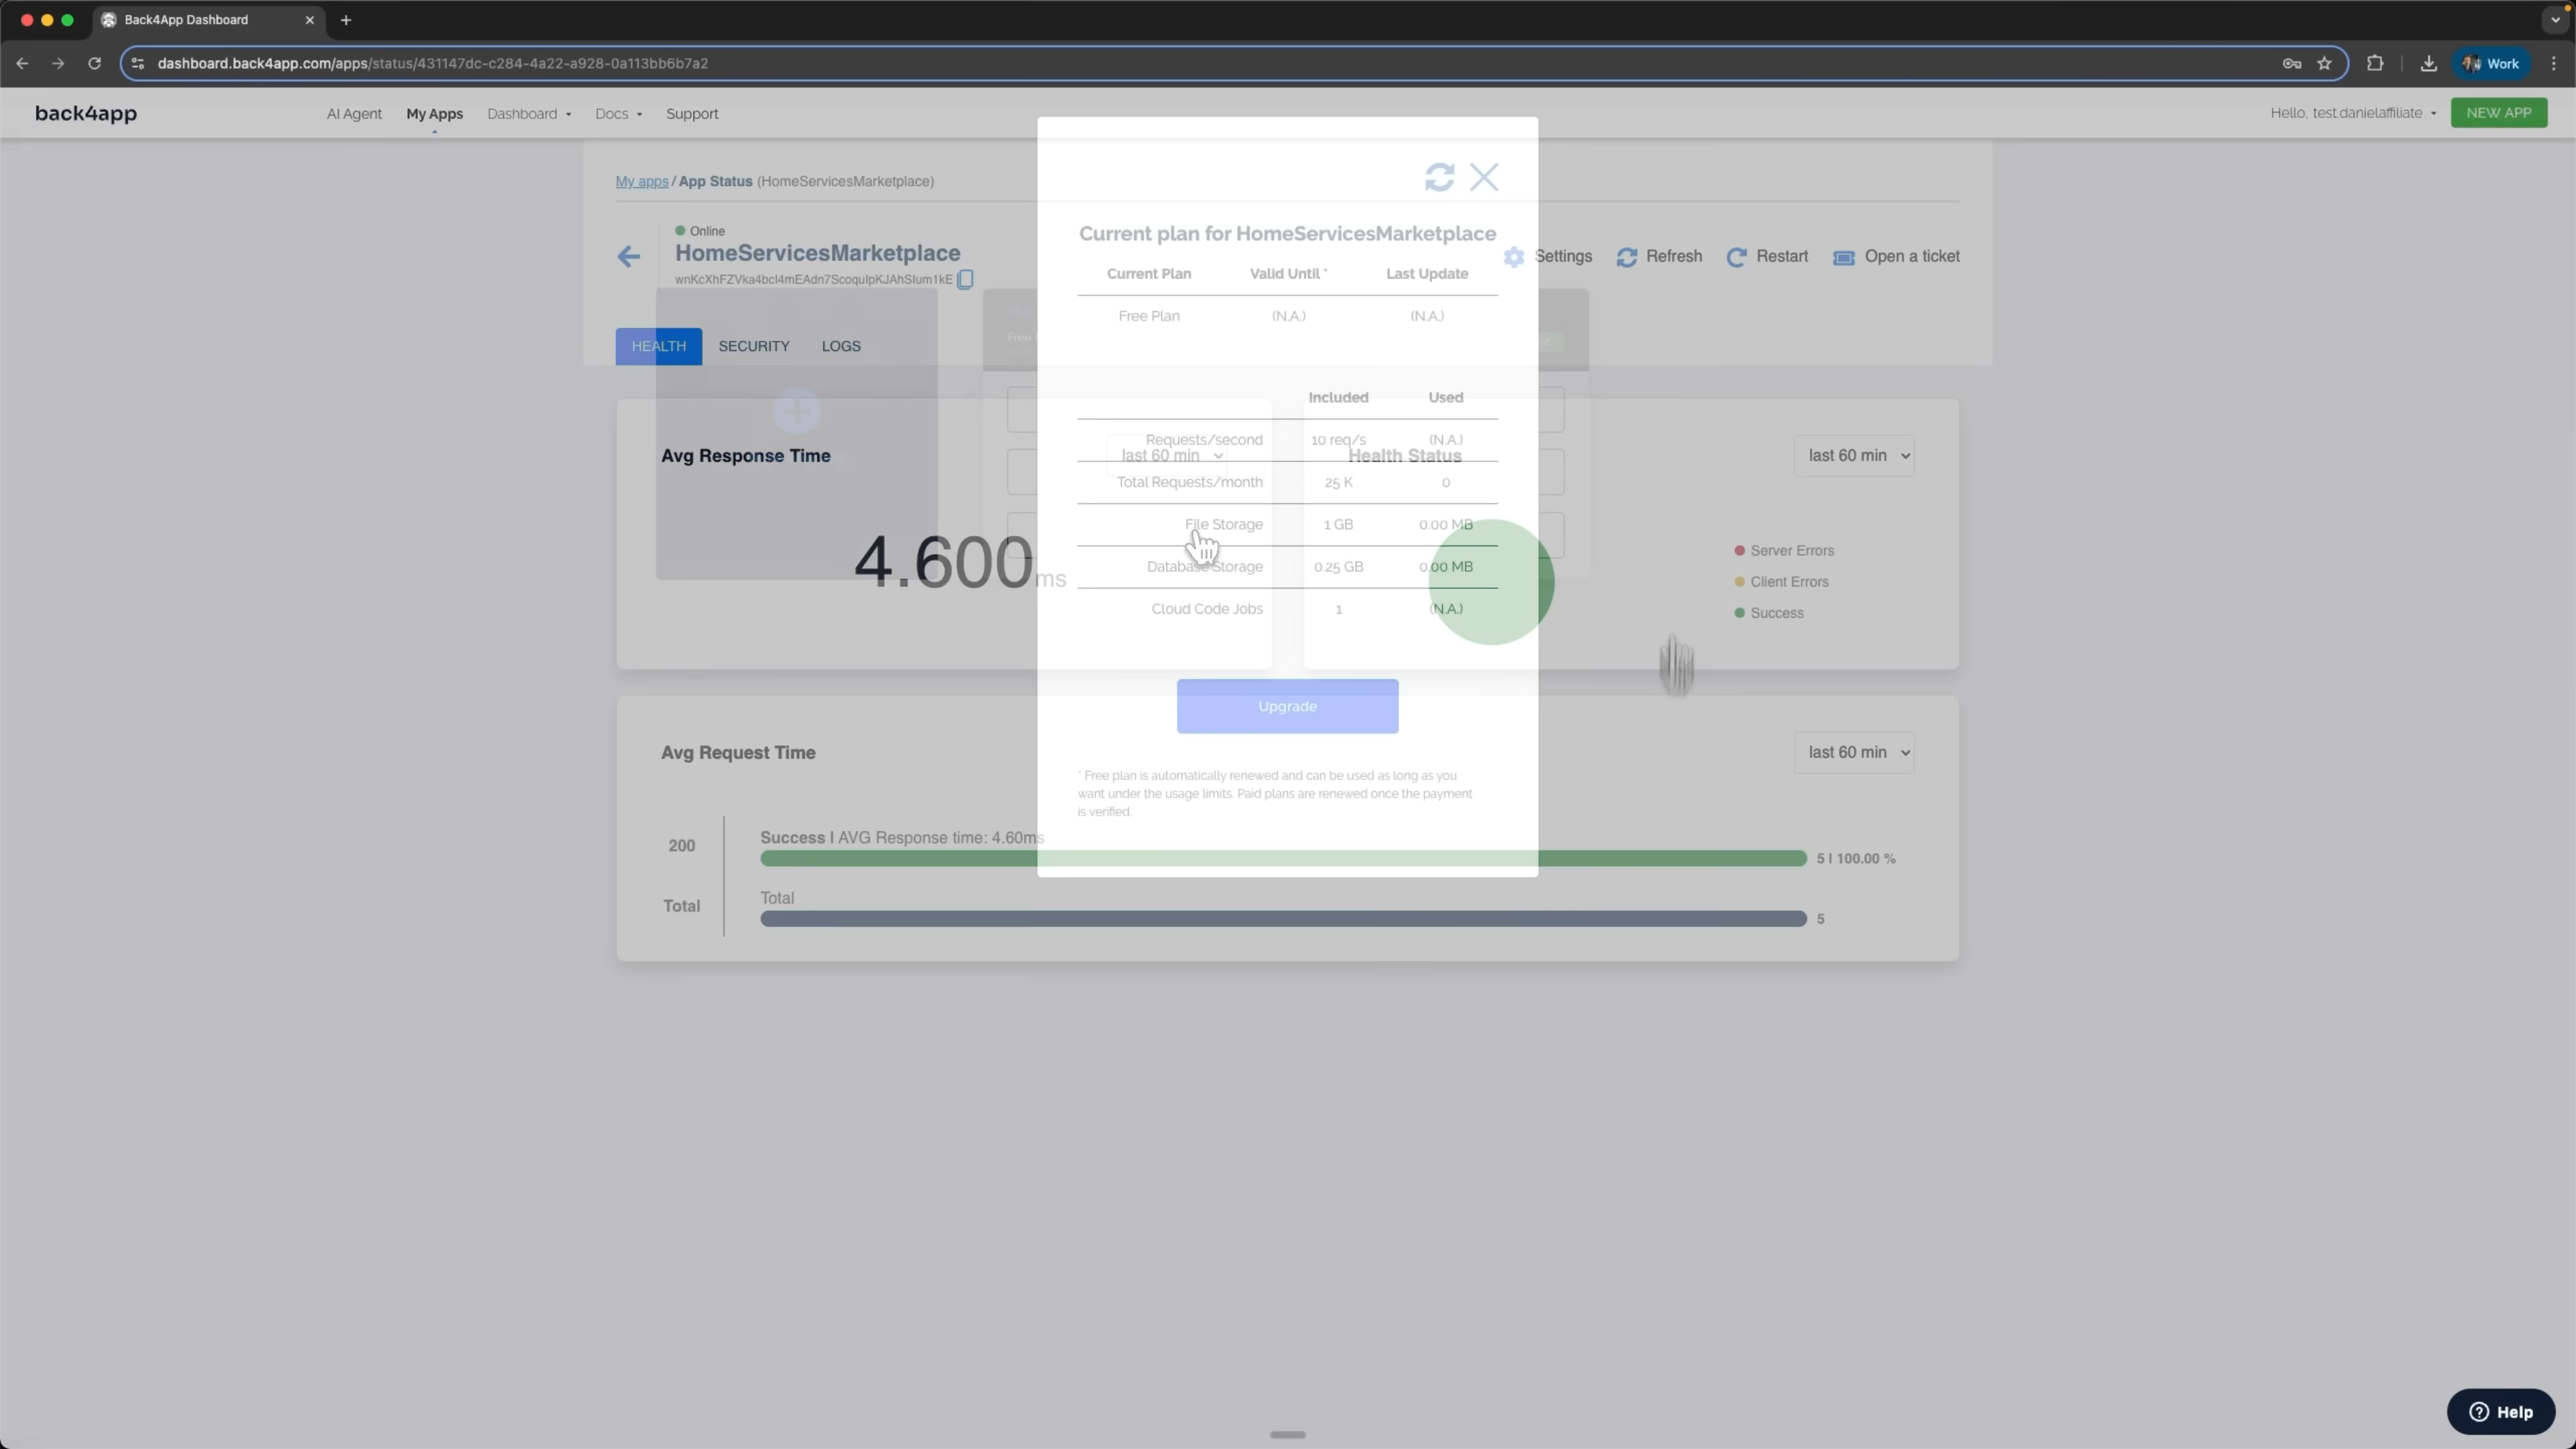 Back4App Dashboard
dashboard.back4app.com/apps/status/431147dc-c284-4a22-a928-0a113bb6b7a2
Work
back4app
AI Agent
My Apps
Dashboard
Docs
Support
Hello, test.danielaffiliate
NEW APP
My apps / App Status (HomeServicesMarketplace)
Online
HomeServicesMarketplace
Settings
Refresh
Restart
Open a ticket
HEALTH
SECURITY
LOGS
Current plan for HomeServicesMarketplace
Current Plan Valid Until * Last Update
Free Plan (N.A.) (N.A.)
Included Used
Requests/second 10 req/s (N.A.)
Total Requests/month 25 K 0
File Storage 1 GB 0.00 MB
Database Storage 0.25 GB 0.00 MB
Cloud Code Jobs 1 (N.A.)
Upgrade
* Free plan is automatically renewed and can be used as long as you
want under the usage limits. Paid plans are renewed once the payment
is verified.
Avg Response Time
last 60 min
4.600ms
Health Status
last 60 min
Server Errors
Client Errors
Success
Avg Request Time
last 60 min
200
Success | AVG Response time: 4.60ms
5 | 100.00 %
Total
Total
5
Help